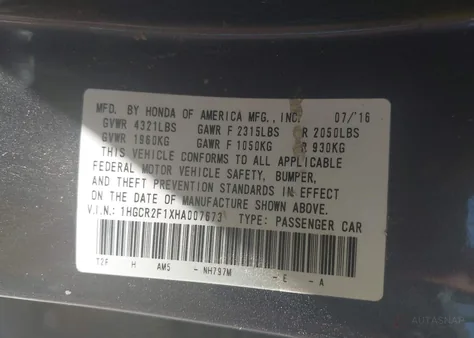 MFD. BY HONDA OF AMERICA MFG., INC. 07/'16
GVWR 4321LBS GAWR F 2315LBS R 2050LBS
GVWR 1960KG GAWR F 1050KG R 930KG
THIS VEHICLE CONFORMS TO ALL APPLICABLE
FEDERAL MOTOR VEHICLE SAFETY, BUMPER,
AND THEFT PREVENTION STANDARDS IN EFFECT
ON THE DATE OF MANUFACTURE SHOWN ABOVE.
V.I.N.: 1HGCR2F1XHA007673 TYPE: PASSENGER CAR
T2F H AM5 - NH797M - E - A
AUTASNAP